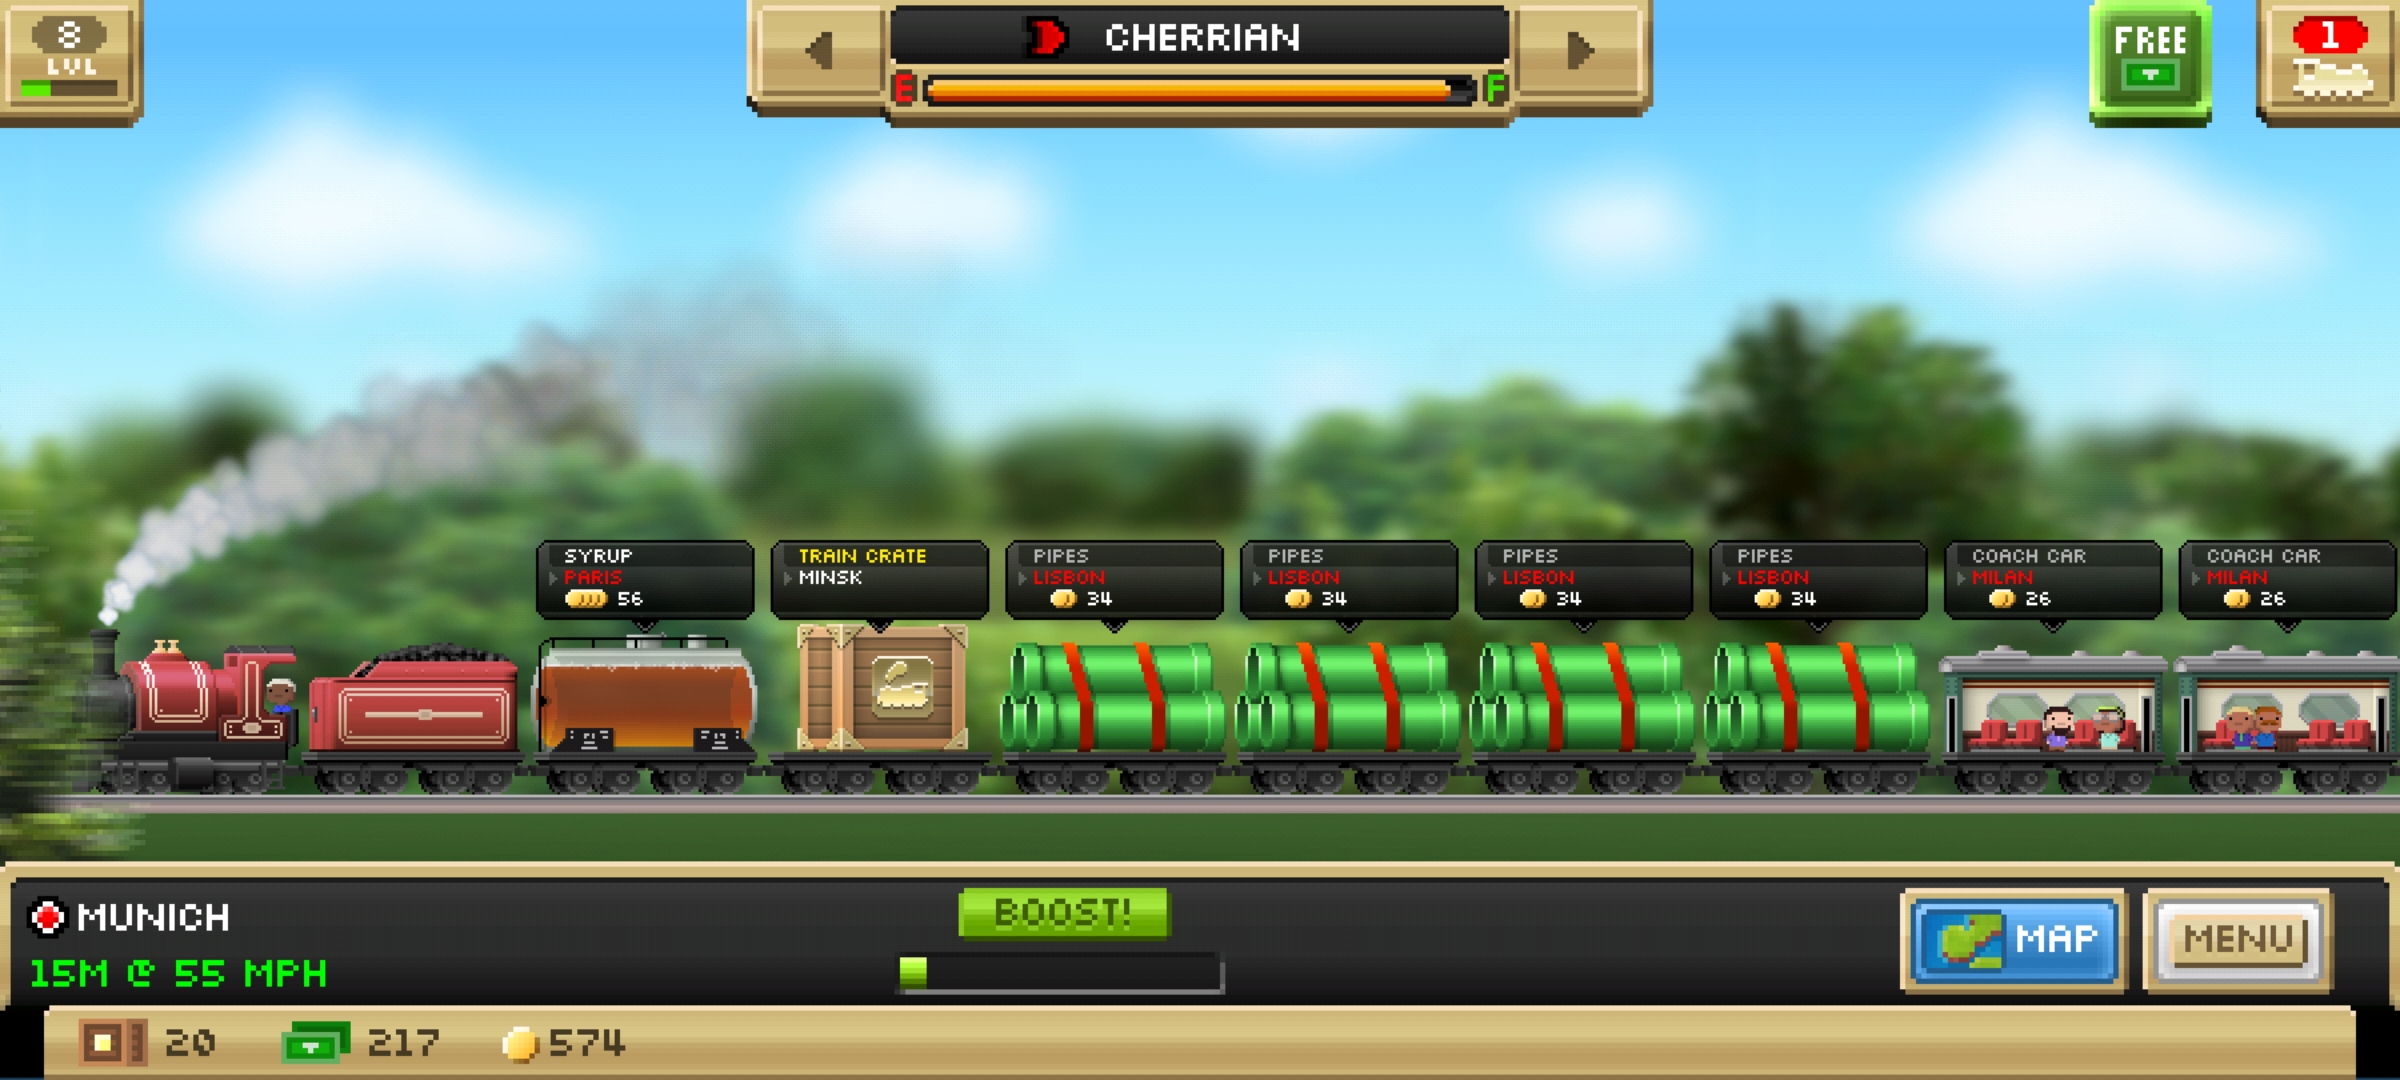 8
LVL
CHERRIAN
E F
FREE
1
SYRUP
PARIS
56
TRAIN CRATE
MINSK
PIPES
LISBON
34
PIPES
LISBON
34
PIPES
LISBON
34
PIPES
LISBON
34
COACH CAR
MILAN
26
COACH CAR
MILAN
26
MUNICH
15M @ 55 MPH
BOOST!
MAP
MENU
20
217
574